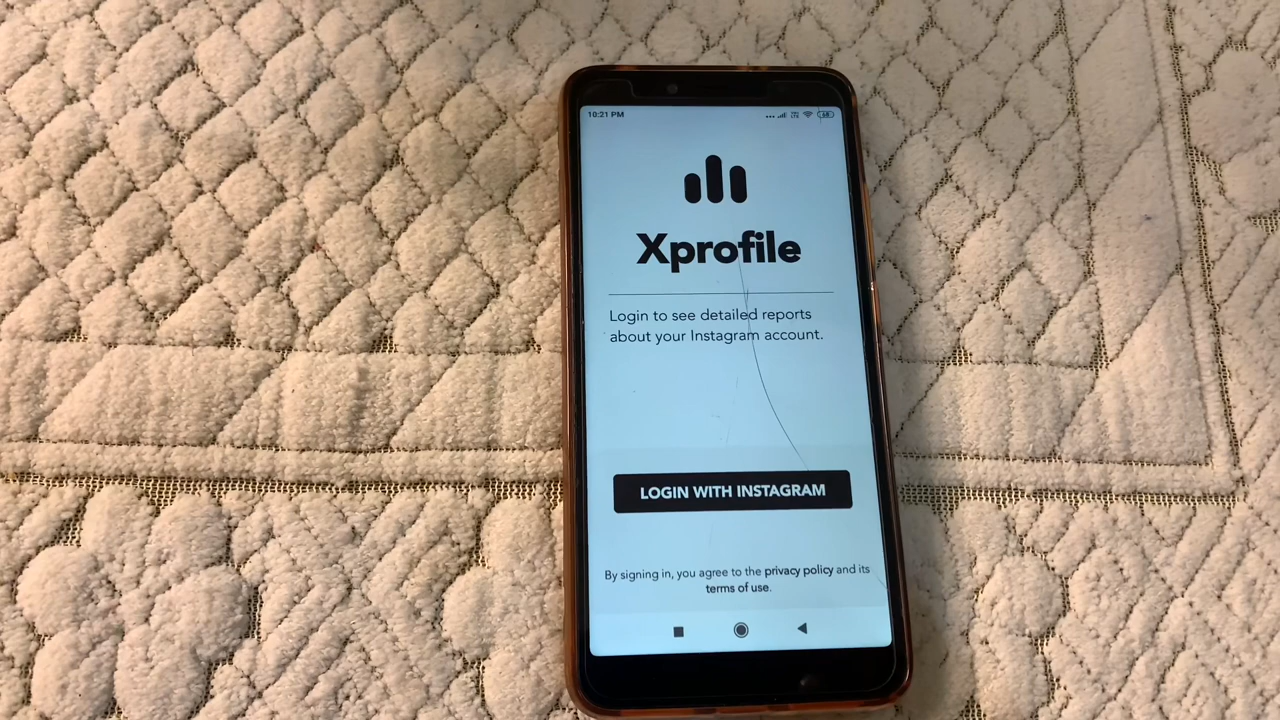 10:21 PM
68
Xprofile
Login to see detailed reports
about your Instagram account.
LOGIN WITH INSTAGRAM
By signing in, you agree to the privacy policy and its
terms of use.